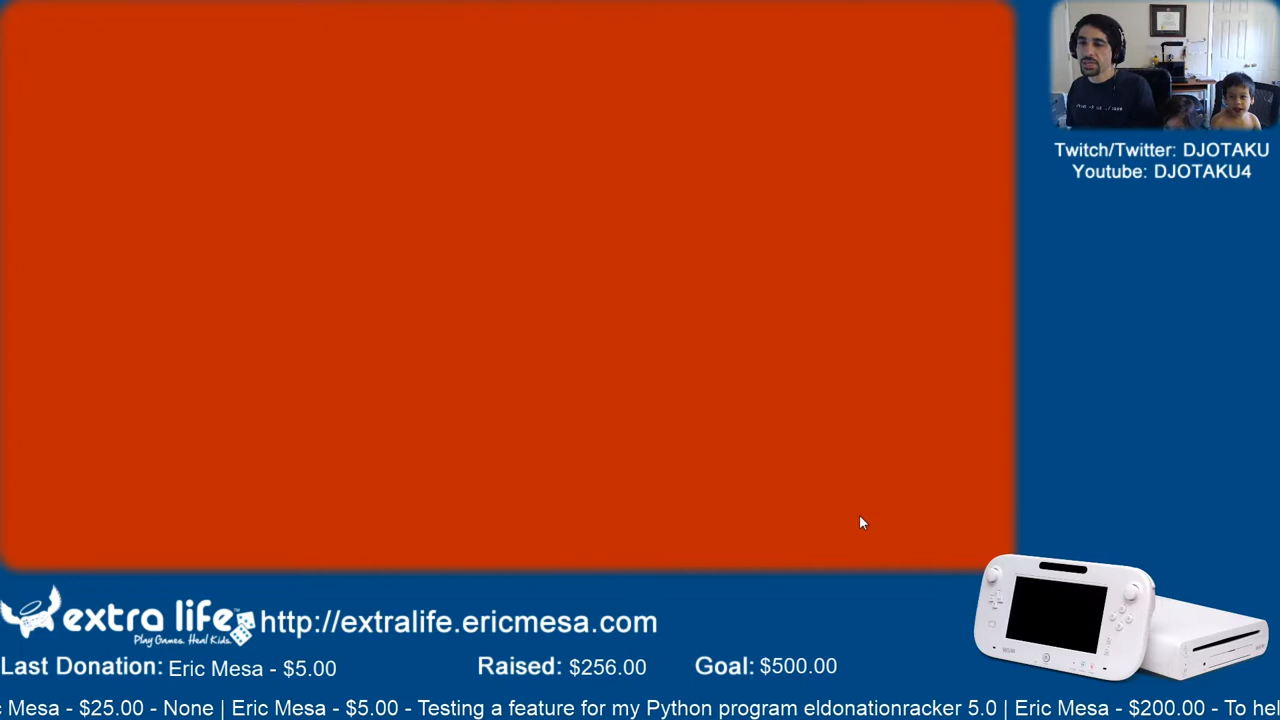 Twitch/Twitter: DJOTAKU
Youtube: DJOTAKU4
extra life
Play Games. Heal Kids.
http://extralife.ericmesa.com
Last Donation: Eric Mesa - $5.00
Raised: $256.00
Goal: $500.00
Mesa - $25.00 - None | Eric Mesa - $5.00 - Testing a feature for my Python program eldonationracker 5.0 | Eric Mesa - $200.00 - To hel